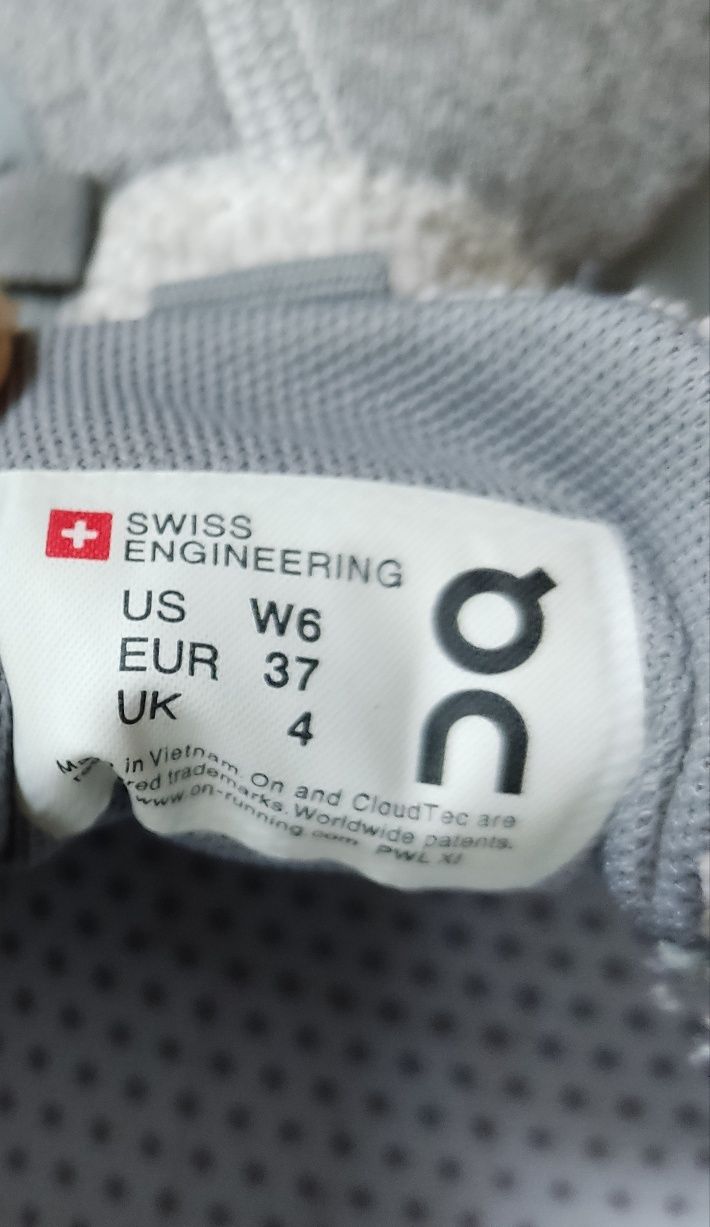 SWISS
ENGINEERING
US W6
EUR 37
UK 4
on
in Vietnam. On and CloudTec are
trademarks. Worldwide patents.
www.on-running.com PWL XI